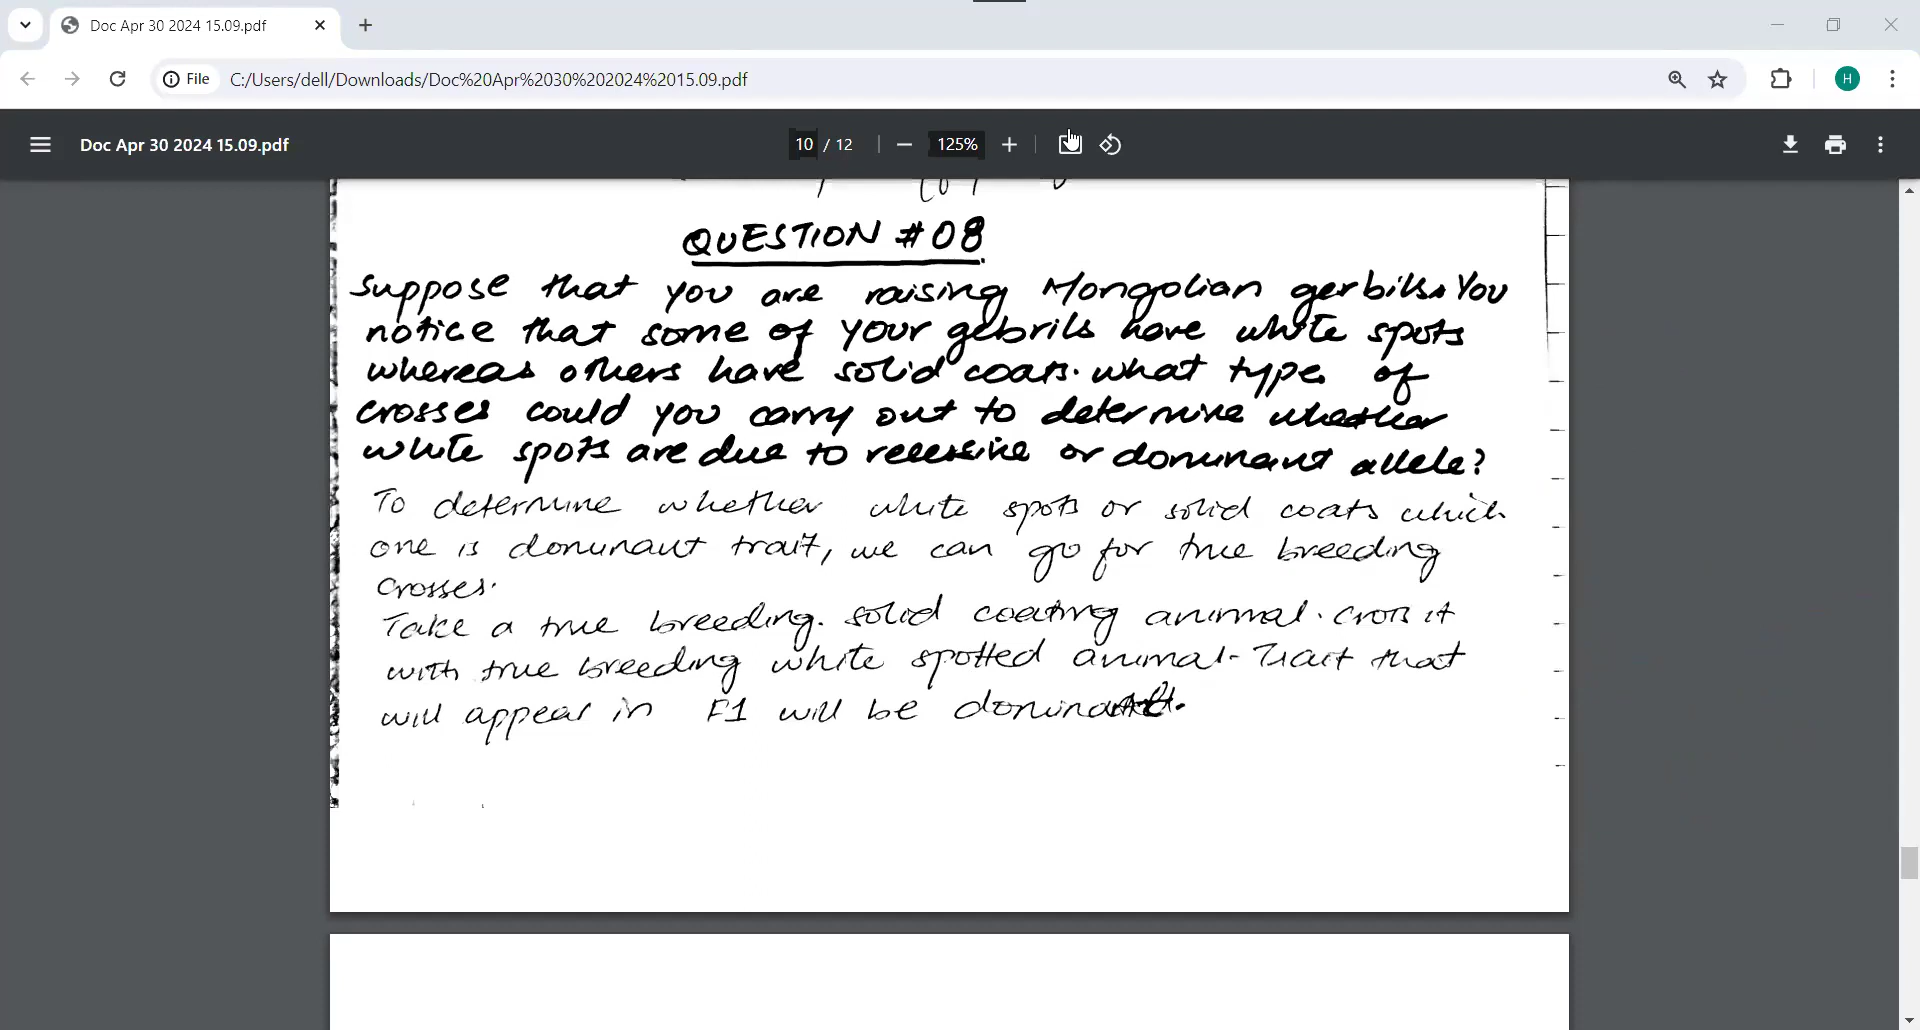 Doc Apr 30 2024 15.09.pdf
File C:/Users/dell/Downloads/Doc%20Apr%2030%202024%2015.09.pdf H
Doc Apr 30 2024 15.09.pdf 10 / 12 125%
QUESTION #08
Suppose that you are raising Mongolian gerbils. You
notice that some of your gebrils have white spots
whereas others have solid coats. what type of
crosses could you carry out to determine whether
white spots are due to recessive or dominant allele?
To determine whether white spots or solid coats which
one is dominant trait, we can go for true breeding
crosses.
Take a true breeding. solid coating animal. cross it
with true breeding white spotted animal. Trait that
will appear in F1 will be dominant.